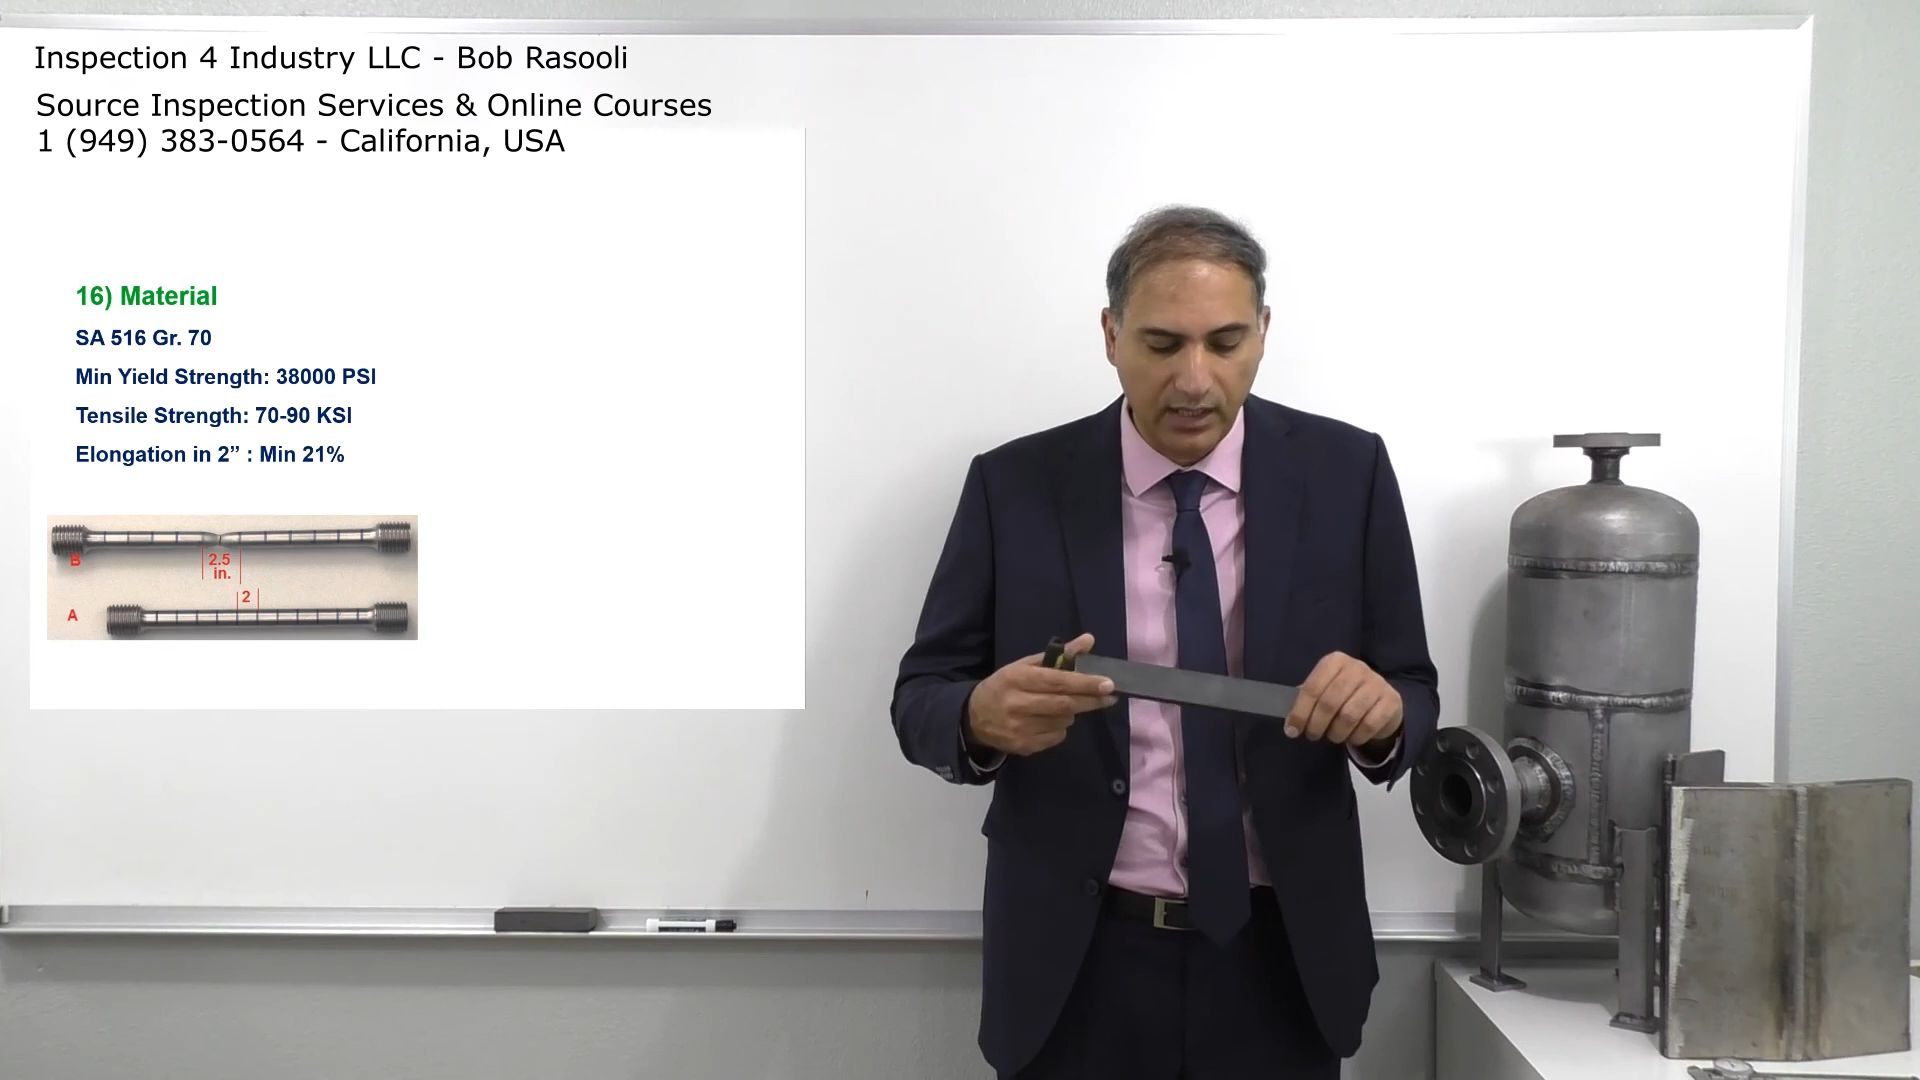 Inspection 4 Industry LLC - Bob Rasooli
Source Inspection Services & Online Courses
1 (949) 383-0564 - California, USA
16) Material
SA 516 Gr. 70
Min Yield Strength: 38000 PSI
Tensile Strength: 70-90 KSI
Elongation in 2” : Min 21%
B
2.5
in.
2
A